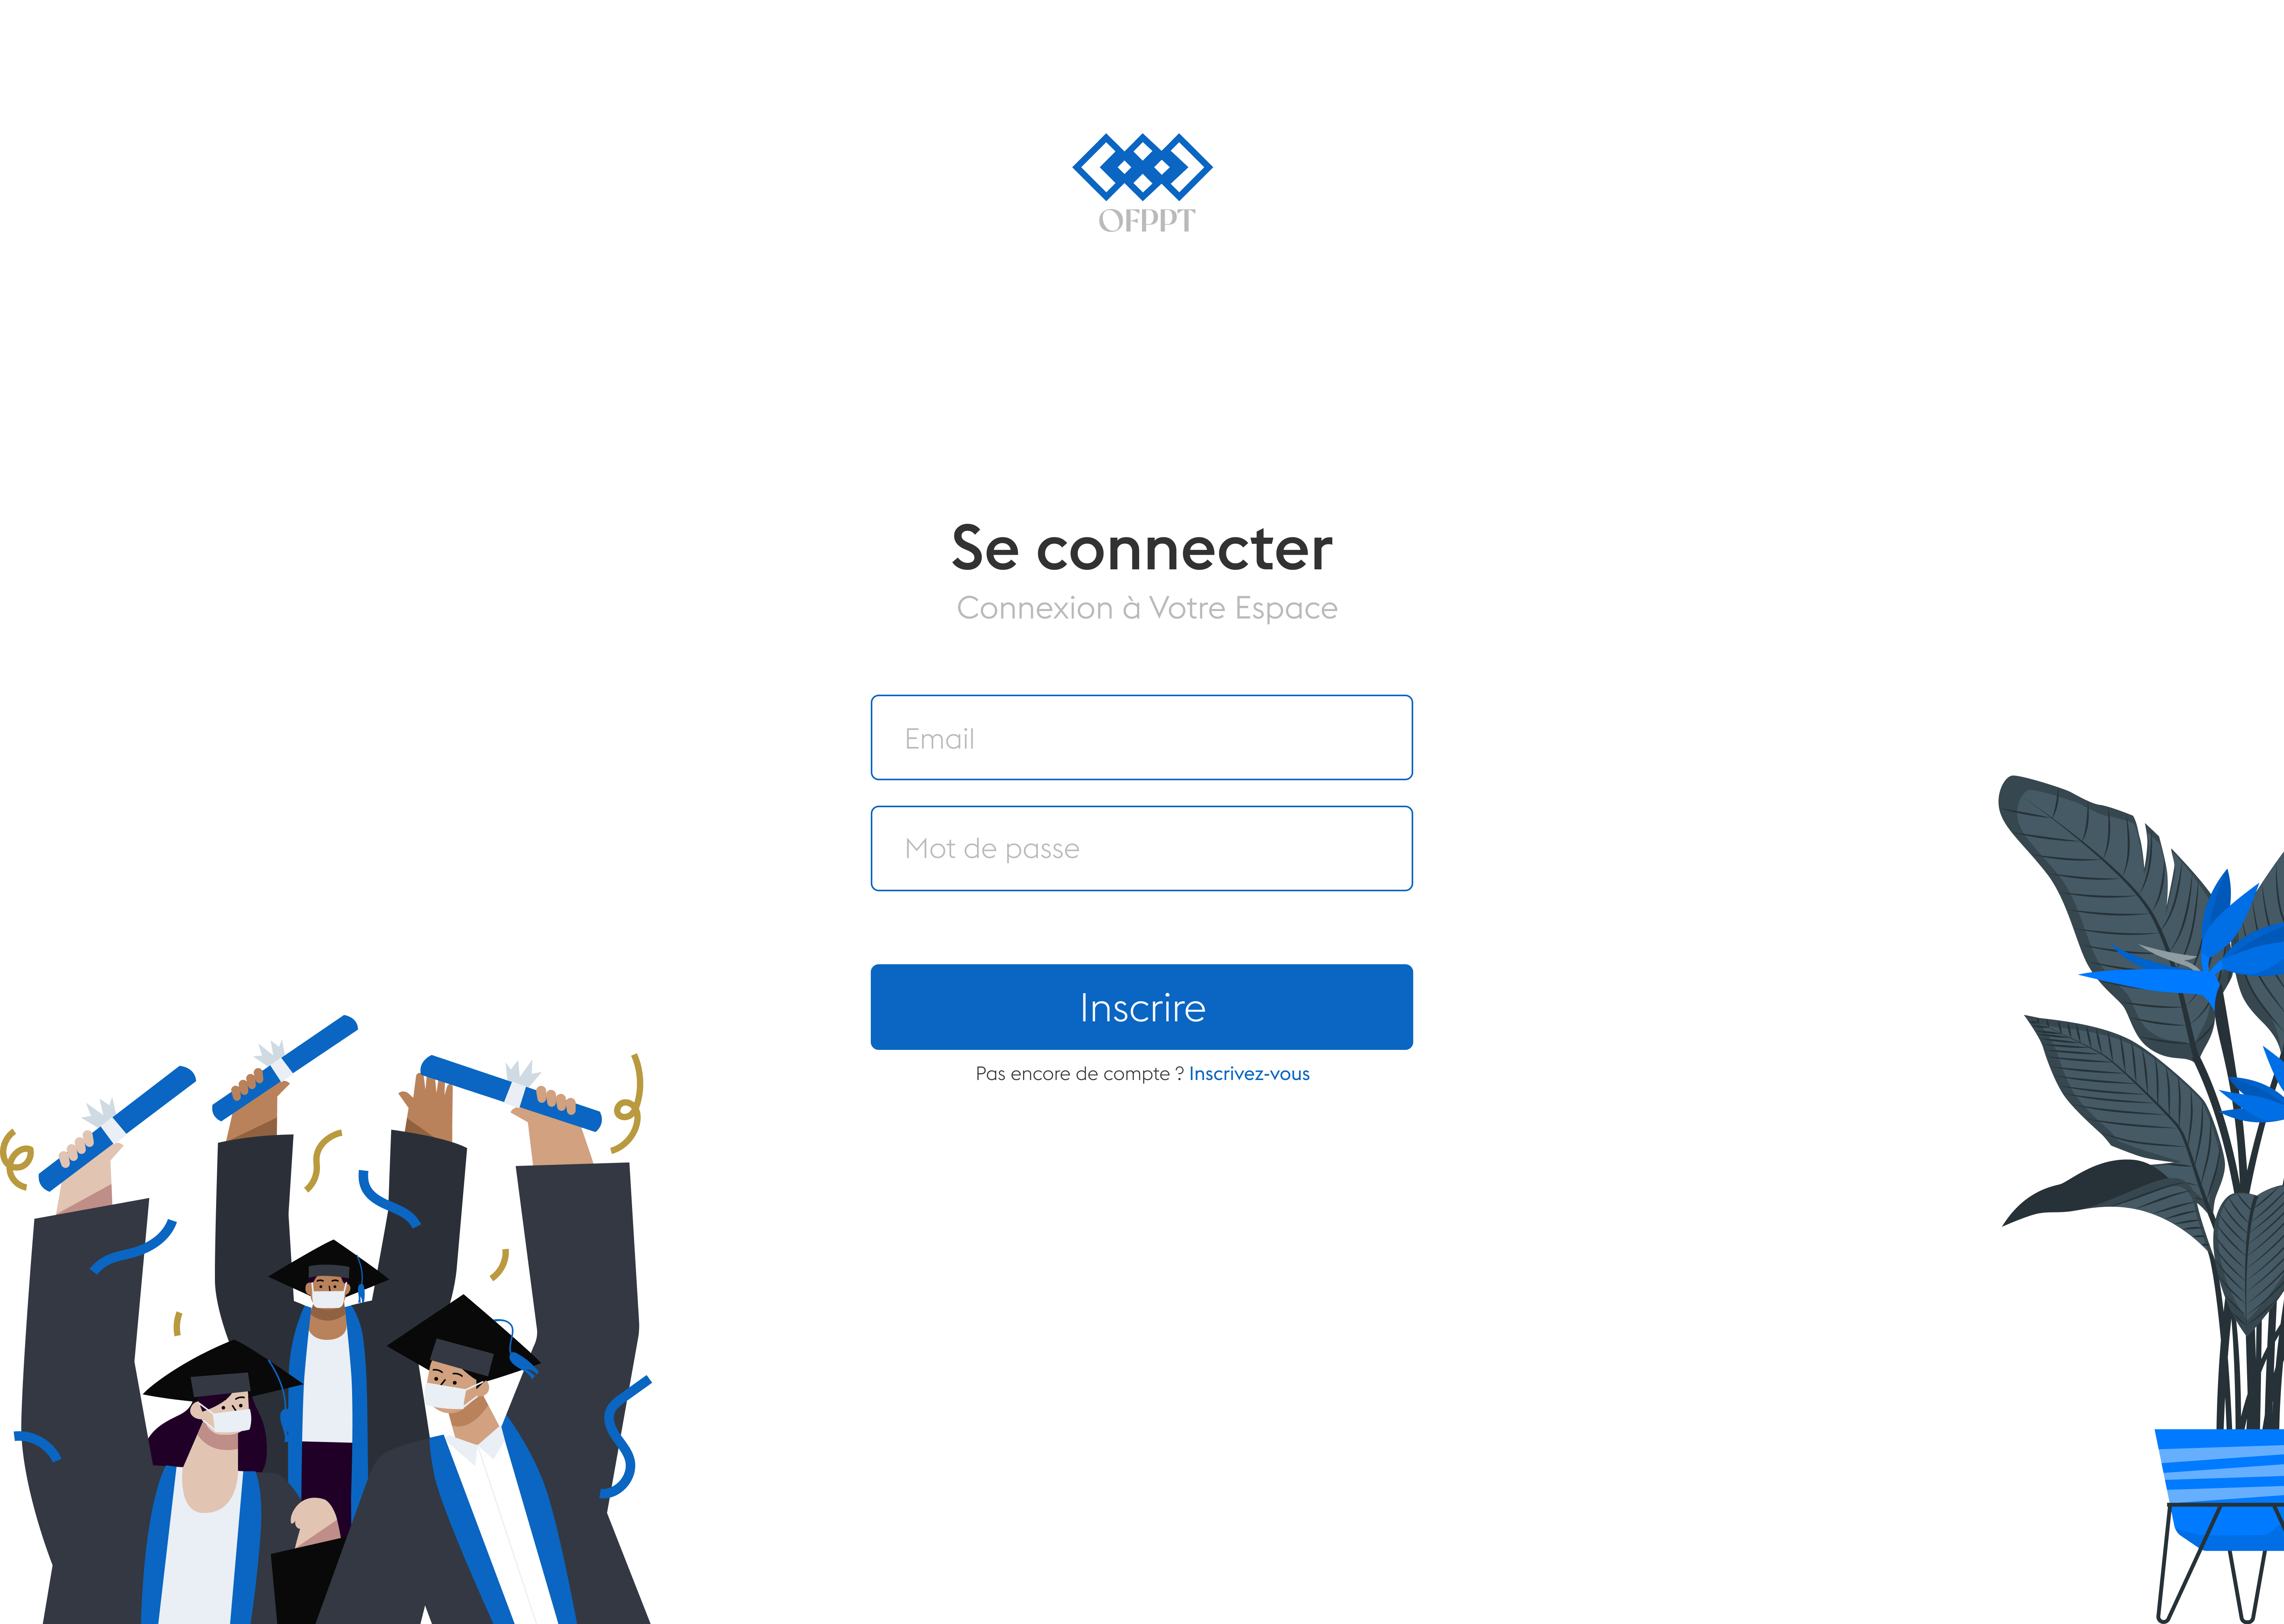 OFPPT
Se connecter
Connexion à Votre Espace
Email
Mot de passe
Inscrire
Pas encore de compte ? Inscrivez-vous